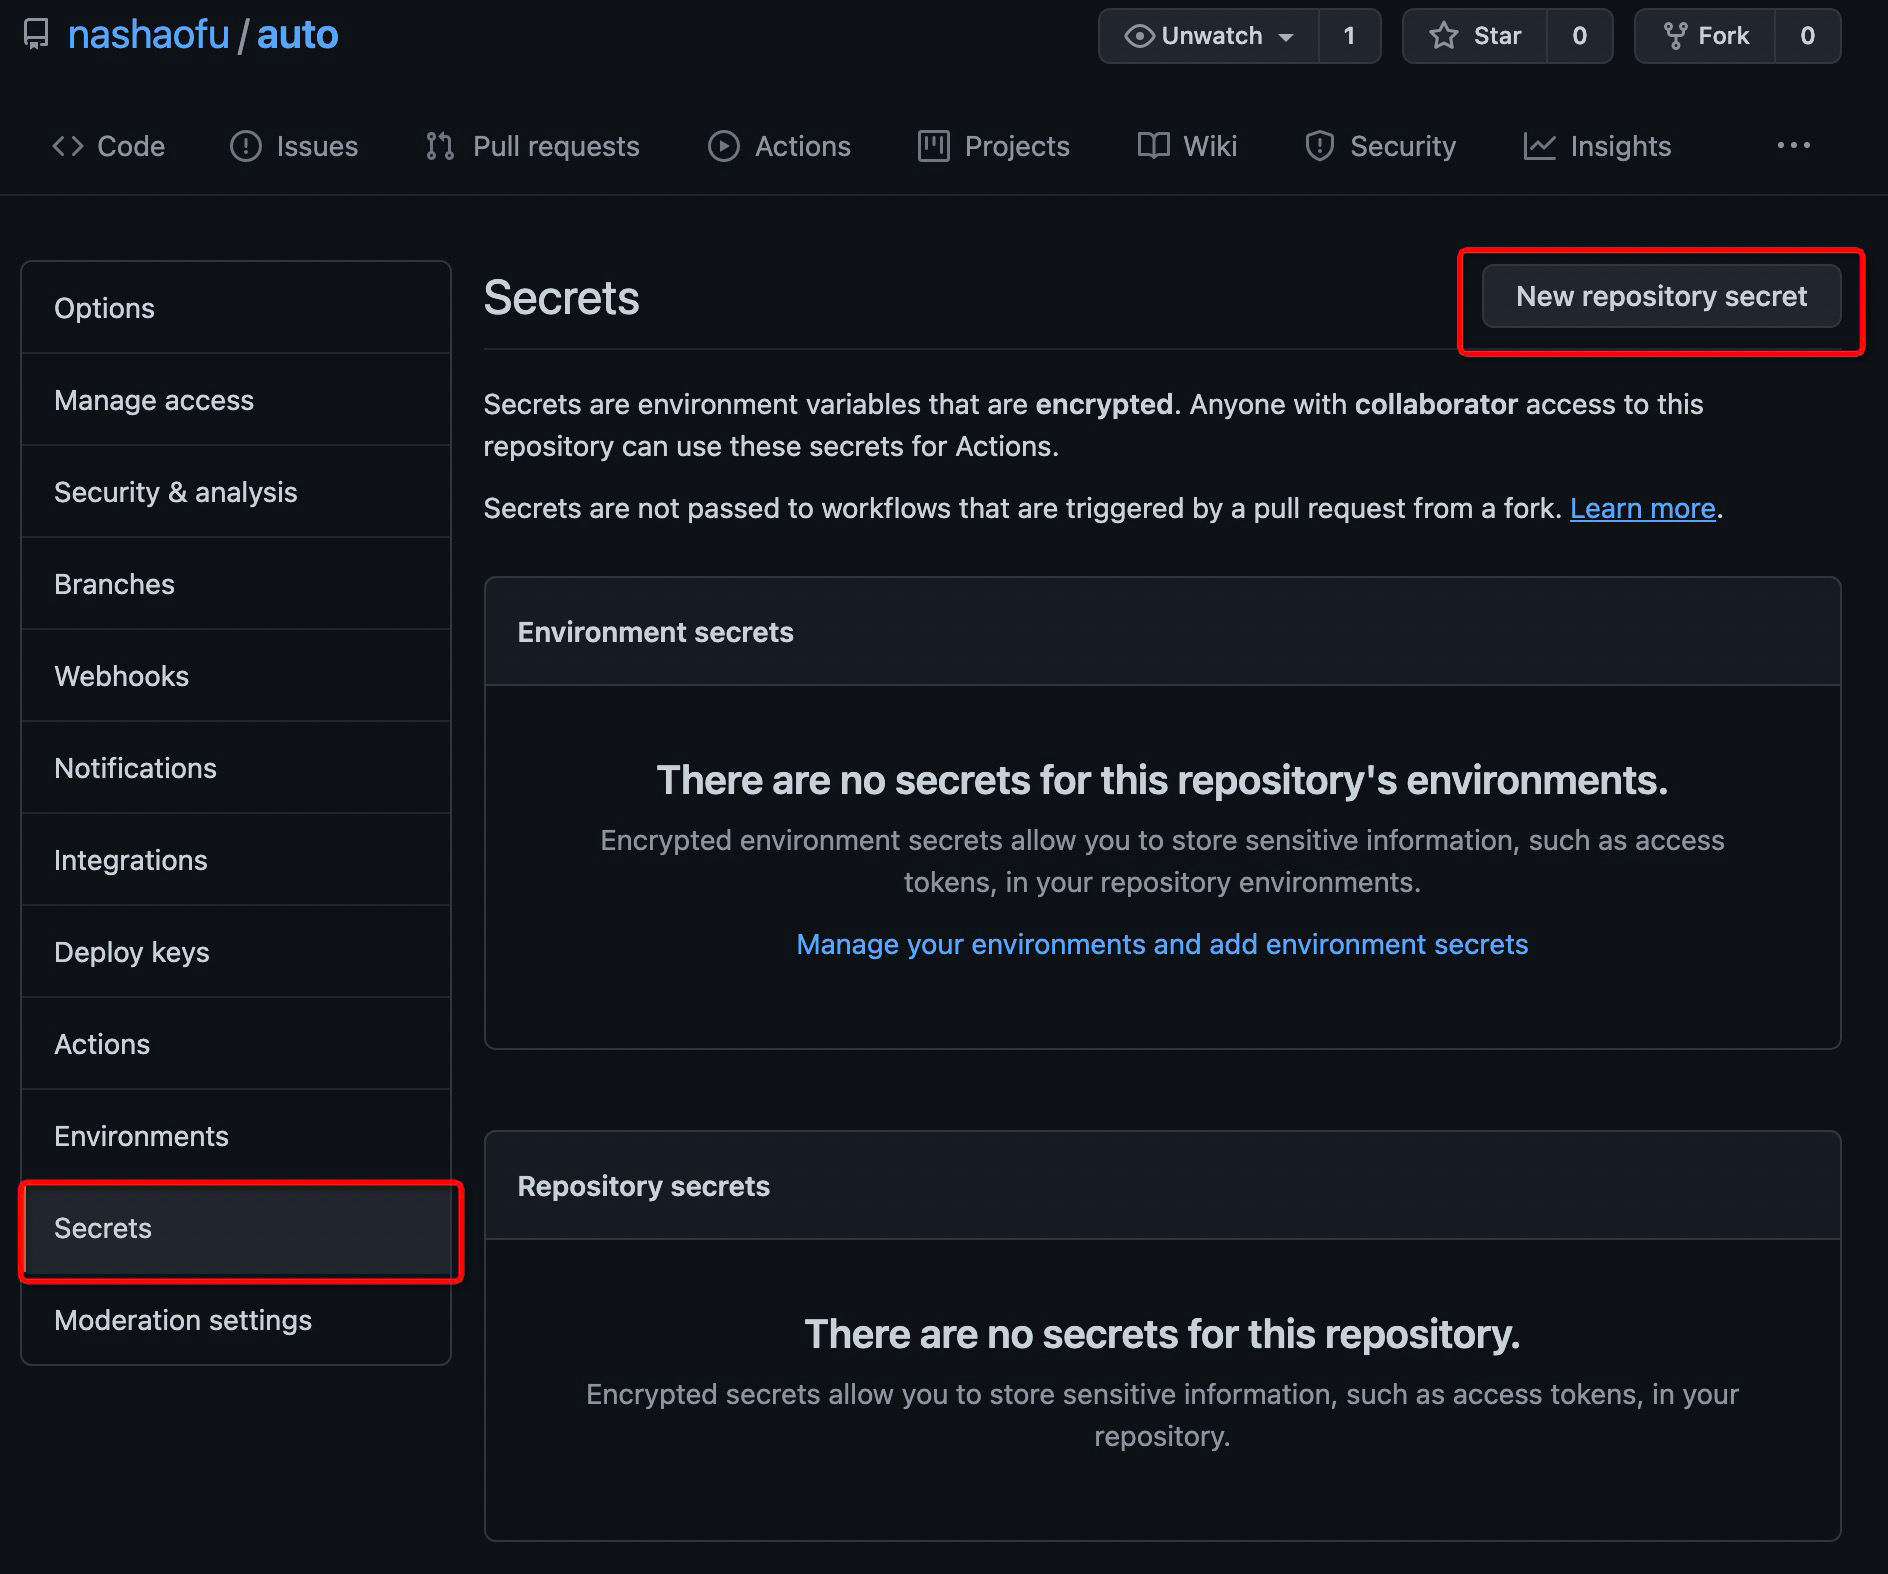 nashaofu / auto
Unwatch 1 Star 0 Fork 0
Code Issues Pull requests Actions Projects Wiki Security Insights ...
Options
Manage access
Security & analysis
Branches
Webhooks
Notifications
Integrations
Deploy keys
Actions
Environments
Secrets
Moderation settings
Secrets
New repository secret
Secrets are environment variables that are encrypted. Anyone with collaborator access to this
repository can use these secrets for Actions.
Secrets are not passed to workflows that are triggered by a pull request from a fork. Learn more.
Environment secrets
There are no secrets for this repository's environments.
Encrypted environment secrets allow you to store sensitive information, such as access
tokens, in your repository environments.
Manage your environments and add environment secrets
Repository secrets
There are no secrets for this repository.
Encrypted secrets allow you to store sensitive information, such as access tokens, in your
repository.